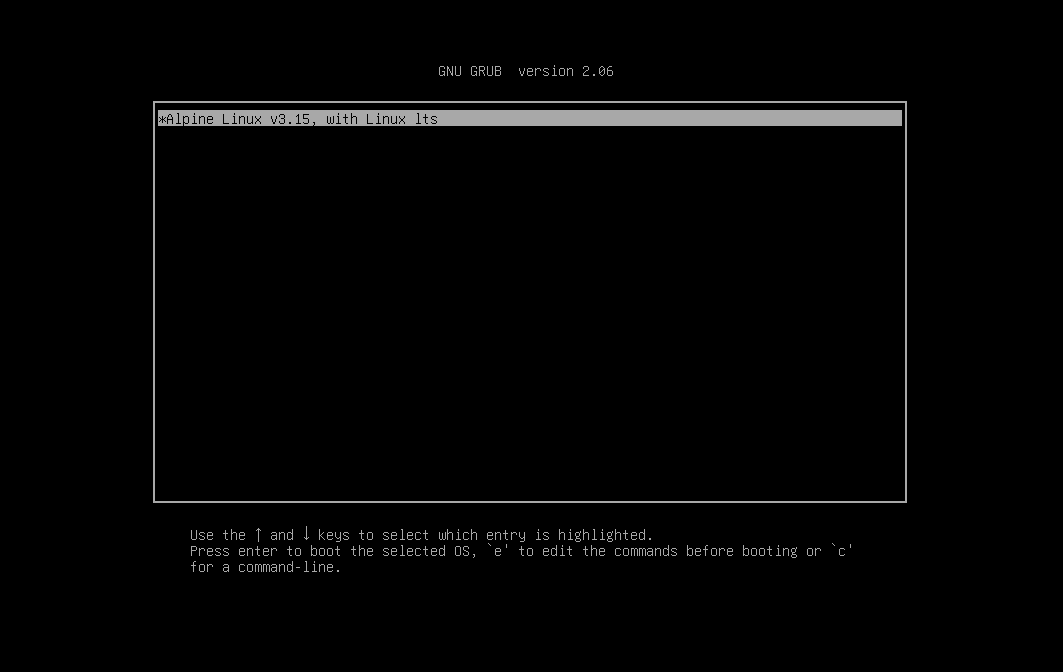 GNU GRUB  version 2.06
*Alpine Linux v3.15, with Linux lts
Use the ↑ and ↓ keys to select which entry is highlighted.
Press enter to boot the selected OS, `e' to edit the commands before booting or `c'
for a command-line.